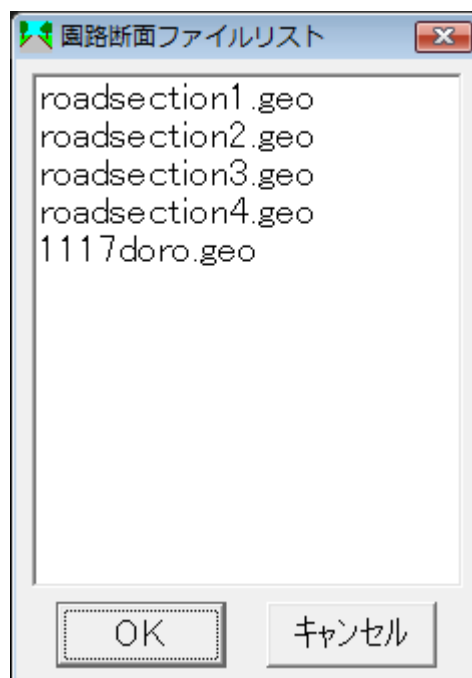 園路断面ファイルリスト
roadsection1.geo
roadsection2.geo
roadsection3.geo
roadsection4.geo
1117doro.geo
OK
キャンセル